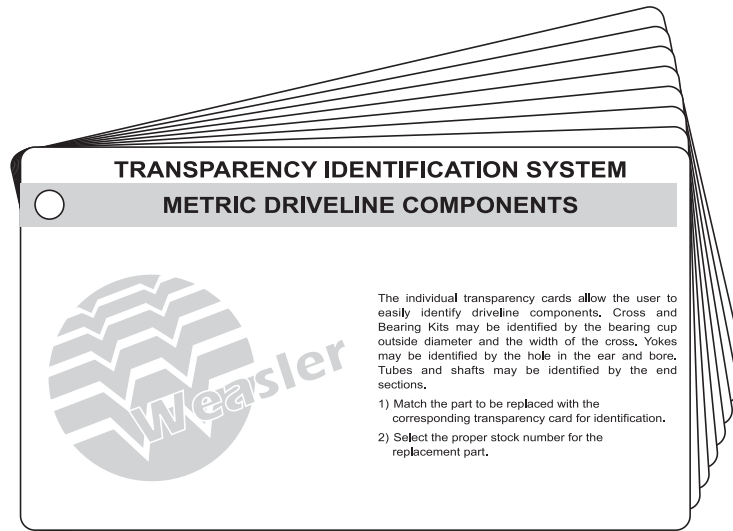 TRANSPARENCY IDENTIFICATION SYSTEM
METRIC DRIVELINE COMPONENTS
Weasler
The individual transparency cards allow the user to
easily identify driveline components. Cross and
Bearing Kits may be identified by the bearing cup
outside diameter and the width of the cross. Yokes
may be identified by the hole in the ear and bore.
Tubes and shafts may be identified by the end
sections.
1) Match the part to be replaced with the
corresponding transparency card for identification.
2) Select the proper stock number for the
replacement part.